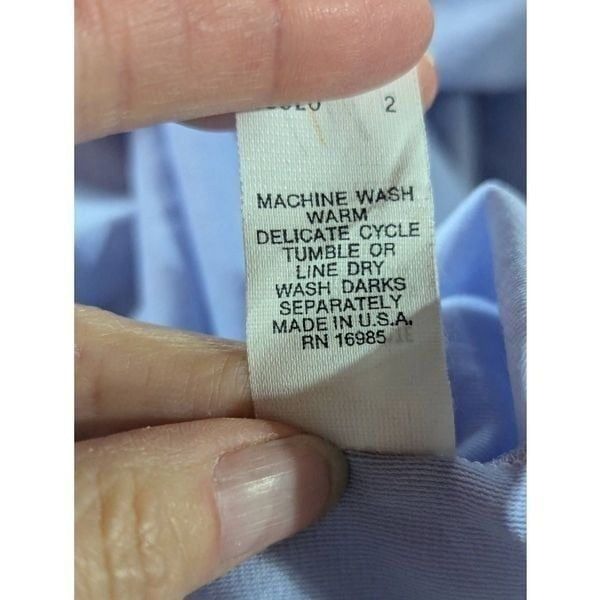 2
MACHINE WASH
WARM
DELICATE CYCLE
TUMBLE OR
LINE DRY
WASH DARKS
SEPARATELY
MADE IN U.S.A.
RN 16985